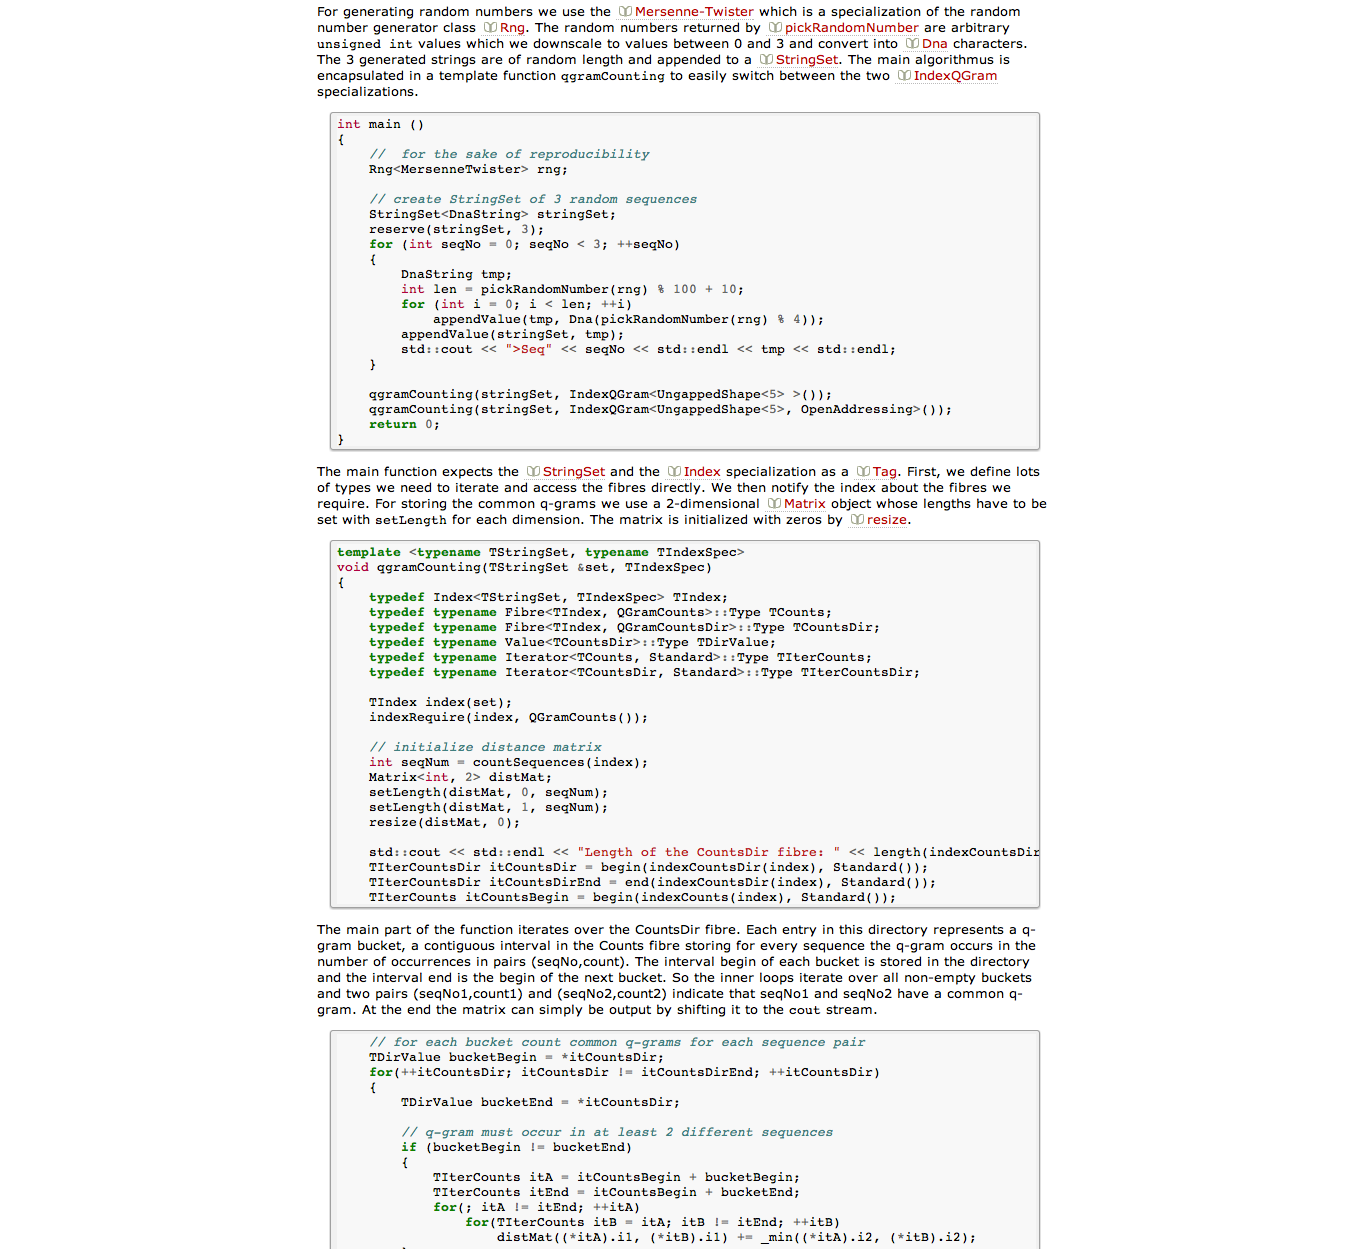 For generating random numbers we use the Mersenne-Twister which is a specialization of the random
number generator class Rng. The random numbers returned by pickRandomNumber are arbitrary
unsigned int values which we downscale to values between 0 and 3 and convert into Dna characters.
The 3 generated strings are of random length and appended to a StringSet. The main algorithmus is
encapsulated in a template function qgramCounting to easily switch between the two IndexQGram
specializations.
int main ()
{
    //  for the sake of reproducibility
    Rng<MersenneTwister> rng;
    // create StringSet of 3 random sequences
    StringSet<DnaString> stringSet;
    reserve(stringSet, 3);
    for (int seqNo = 0; seqNo < 3; ++seqNo)
    {
        DnaString tmp;
        int len = pickRandomNumber(rng) % 100 + 10;
        for (int i = 0; i < len; ++i)
            appendValue(tmp, Dna(pickRandomNumber(rng) % 4));
        appendValue(stringSet, tmp);
        std::cout << ">Seq" << seqNo << std::endl << tmp << std::endl;
    }
    qgramCounting(stringSet, IndexQGram<UngappedShape<5> >());
    qgramCounting(stringSet, IndexQGram<UngappedShape<5>, OpenAddressing>());
    return 0;
}
The main function expects the StringSet and the Index specialization as a Tag. First, we define lots
of types we need to iterate and access the fibres directly. We then notify the index about the fibres we
require. For storing the common q-grams we use a 2-dimensional Matrix object whose lengths have to be
set with setLength for each dimension. The matrix is initialized with zeros by resize.
template <typename TStringSet, typename TIndexSpec>
void qgramCounting(TStringSet &set, TIndexSpec)
{
    typedef Index<TStringSet, TIndexSpec> TIndex;
    typedef typename Fibre<TIndex, QGramCounts>::Type TCounts;
    typedef typename Fibre<TIndex, QGramCountsDir>::Type TCountsDir;
    typedef typename Value<TCountsDir>::Type TDirValue;
    typedef typename Iterator<TCounts, Standard>::Type TIterCounts;
    typedef typename Iterator<TCountsDir, Standard>::Type TIterCountsDir;
    TIndex index(set);
    indexRequire(index, QGramCounts());
    // initialize distance matrix
    int seqNum = countSequences(index);
    Matrix<int, 2> distMat;
    setLength(distMat, 0, seqNum);
    setLength(distMat, 1, seqNum);
    resize(distMat, 0);
    std::cout << std::endl << "Length of the CountsDir fibre: " << length(indexCountsDir
    TIterCountsDir itCountsDir = begin(indexCountsDir(index), Standard());
    TIterCountsDir itCountsDirEnd = end(indexCountsDir(index), Standard());
    TIterCounts itCountsBegin = begin(indexCounts(index), Standard());
The main part of the function iterates over the CountsDir fibre. Each entry in this directory represents a q-
gram bucket, a contiguous interval in the Counts fibre storing for every sequence the q-gram occurs in the
number of occurrences in pairs (seqNo,count). The interval begin of each bucket is stored in the directory
and the interval end is the begin of the next bucket. So the inner loops iterate over all non-empty buckets
and two pairs (seqNo1,count1) and (seqNo2,count2) indicate that seqNo1 and seqNo2 have a common q-
gram. At the end the matrix can simply be output by shifting it to the cout stream.
    // for each bucket count common q-grams for each sequence pair
    TDirValue bucketBegin = *itCountsDir;
    for(++itCountsDir; itCountsDir != itCountsDirEnd; ++itCountsDir)
    {
        TDirValue bucketEnd = *itCountsDir;
        // q-gram must occur in at least 2 different sequences
        if (bucketBegin != bucketEnd)
        {
            TIterCounts itA = itCountsBegin + bucketBegin;
            TIterCounts itEnd = itCountsBegin + bucketEnd;
            for(; itA != itEnd; ++itA)
                for(TIterCounts itB = itA; itB != itEnd; ++itB)
                    distMat((*itA).i1, (*itB).i1) += _min((*itA).i2, (*itB).i2);